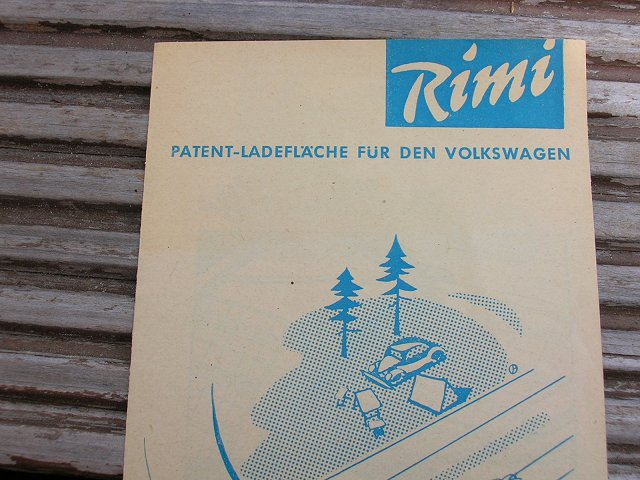 Rimi
PATENT-LADEFLÄCHE FÜR DEN VOLKSWAGEN